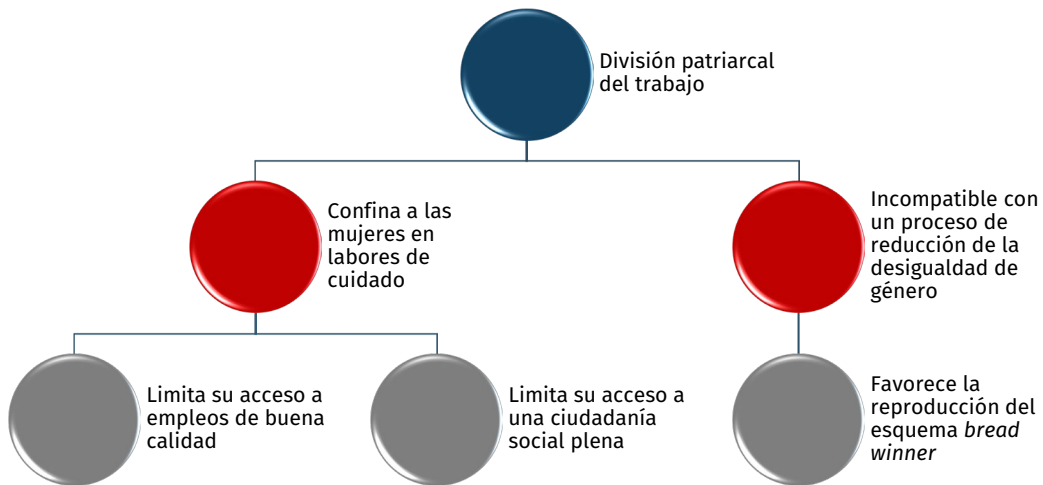 División patriarcal
del trabajo
Confina a las
mujeres en
labores de
cuidado
Incompatible con
un proceso de
reducción de la
desigualdad de
género
Limita su acceso a
empleos de buena
calidad
Limita su acceso a
una ciudadanía
social plena
Favorece la
reproducción del
esquema bread
winner